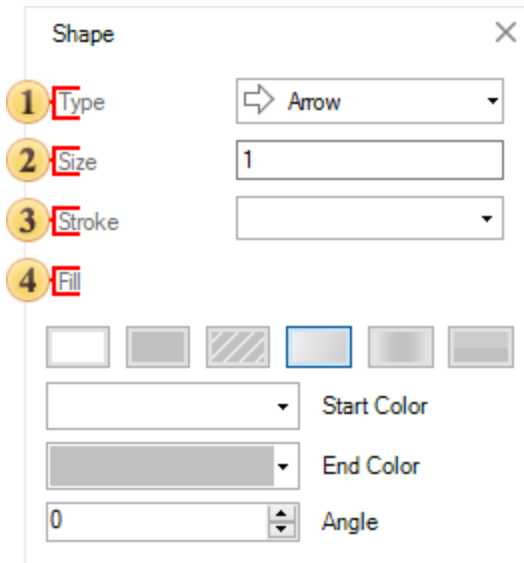 Shape
1 Type Arrow
2 Size 1
3 Stroke
4 Fill
Start Color
End Color
0 Angle